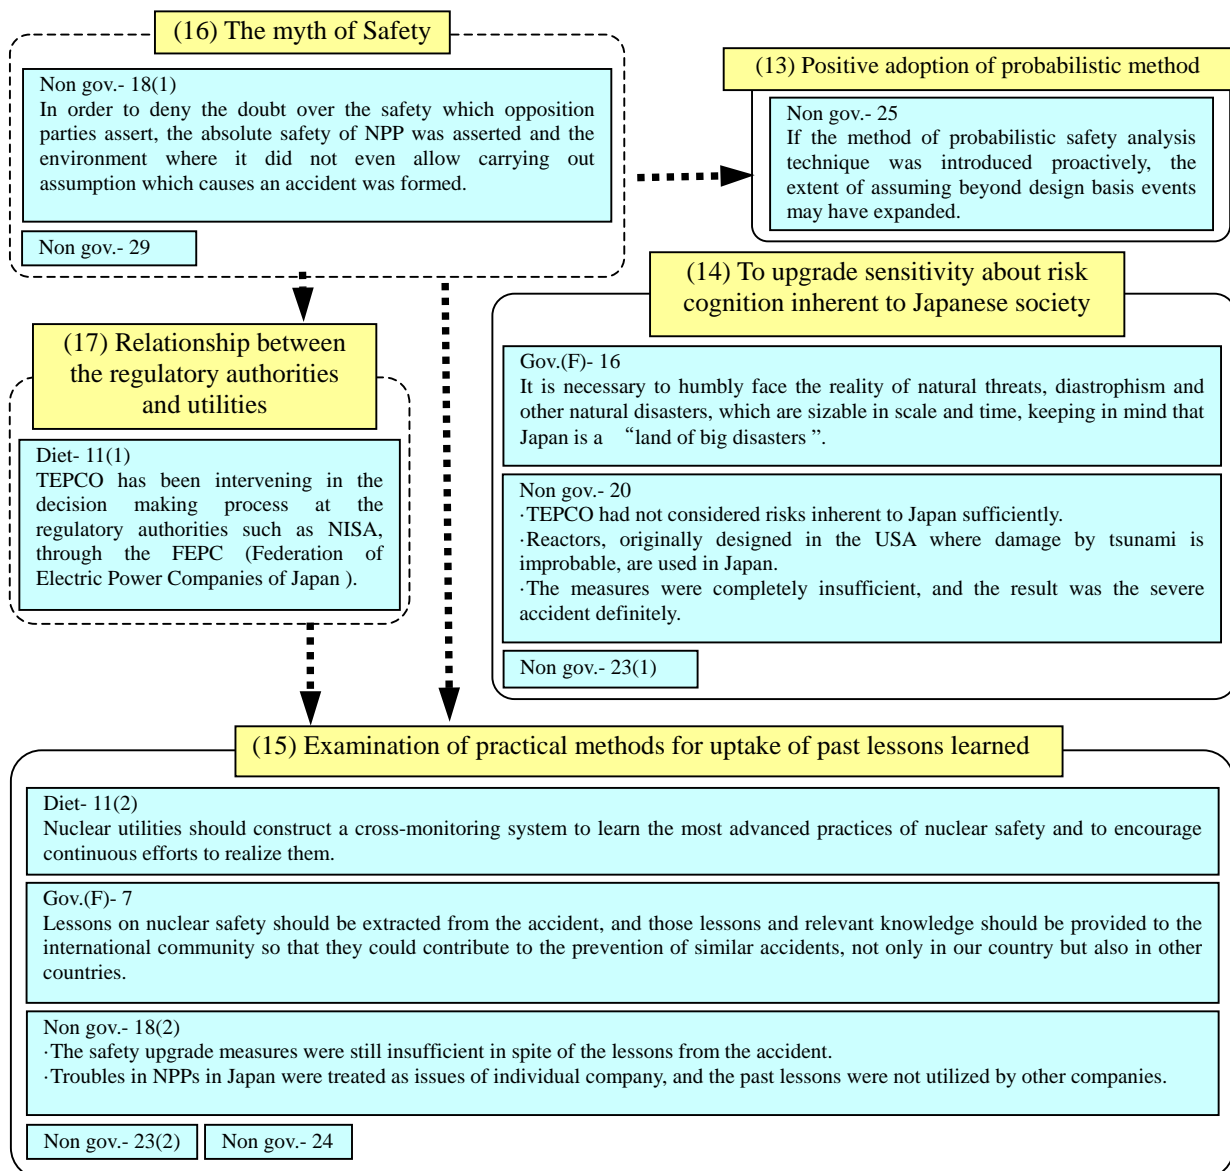 (16) The myth of Safety
Non gov.- 18(1)
In order to deny the doubt over the safety which opposition
parties assert, the absolute safety of NPP was asserted and the
environment where it did not even allow carrying out
assumption which causes an accident was formed.
Non gov.- 29
(13) Positive adoption of probabilistic method
Non gov.- 25
If the method of probabilistic safety analysis
technique was introduced proactively, the
extent of assuming beyond design basis events
may have expanded.
(14) To upgrade sensitivity about risk
cognition inherent to Japanese society
Gov.(F)- 16
It is necessary to humbly face the reality of natural threats, diastrophism and
other natural disasters, which are sizable in scale and time, keeping in mind that
Japan is a “land of big disasters ”.
Non gov.- 20
·TEPCO had not considered risks inherent to Japan sufficiently.
·Reactors, originally designed in the USA where damage by tsunami is
improbable, are used in Japan.
·The measures were completely insufficient, and the result was the severe
accident definitely.
Non gov.- 23(1)
(17) Relationship between
the regulatory authorities
and utilities
Diet- 11(1)
TEPCO has been intervening in the
decision making process at the
regulatory authorities such as NISA,
through the FEPC (Federation of
Electric Power Companies of Japan ).
(15) Examination of practical methods for uptake of past lessons learned
Diet- 11(2)
Nuclear utilities should construct a cross-monitoring system to learn the most advanced practices of nuclear safety and to encourage
continuous efforts to realize them.
Gov.(F)- 7
Lessons on nuclear safety should be extracted from the accident, and those lessons and relevant knowledge should be provided to the
international community so that they could contribute to the prevention of similar accidents, not only in our country but also in other
countries.
Non gov.- 18(2)
·The safety upgrade measures were still insufficient in spite of the lessons from the accident.
·Troubles in NPPs in Japan were treated as issues of individual company, and the past lessons were not utilized by other companies.
Non gov.- 23(2)
Non gov.- 24